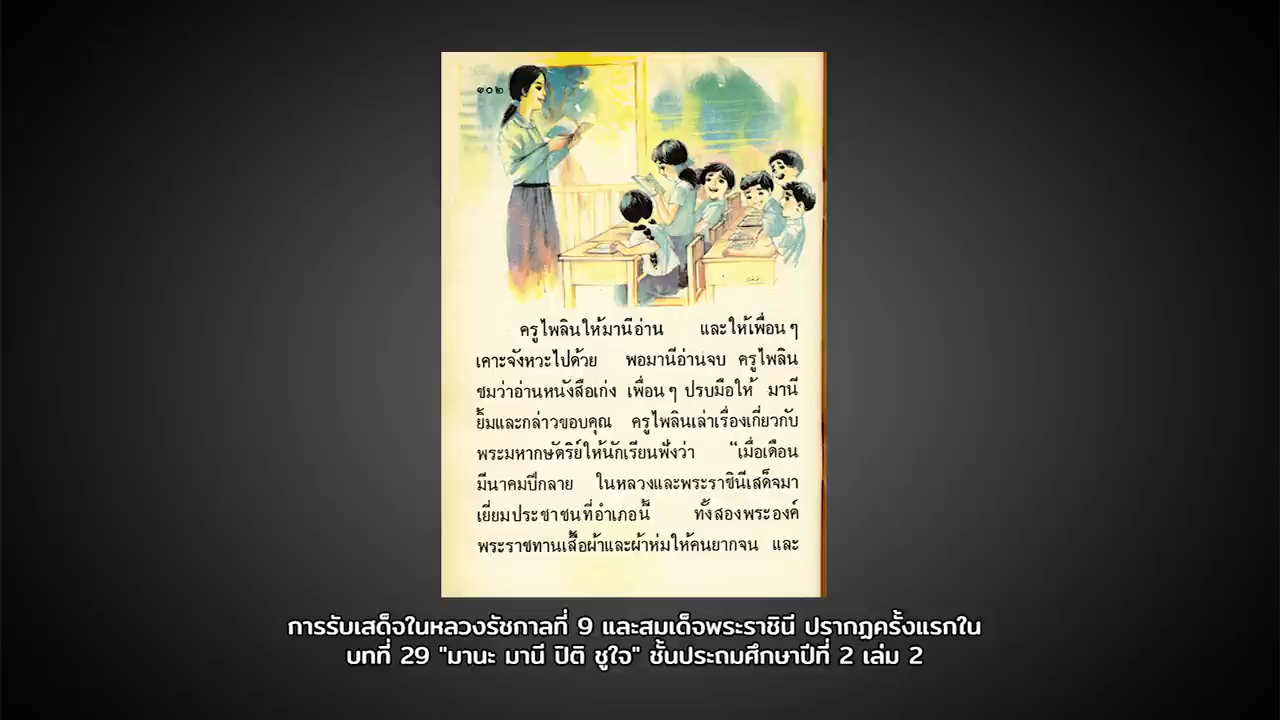 ๑๐๒
ครูไพลินให้มานีอ่าน และให้เพื่อน ๆ
เคาะจังหวะไปด้วย พอมานีอ่านจบ ครูไพลิน
ชมว่าอ่านหนังสือเก่ง เพื่อน ๆ ปรบมือให้ มานี
ยิ้มและกล่าวขอบคุณ ครูไพลินเล่าเรื่องเกี่ยวกับ
พระมหากษัตริย์ให้นักเรียนฟังว่า “เมื่อเดือน
มีนาคมปีกลาย ในหลวงและพระราชินีเสด็จมา
เยี่ยมประชาชนที่อำเภอนี้ ทั้งสองพระองค์
พระราชทานเสื้อผ้าและผ้าห่มให้คนยากจน และ
การรับเสด็จในหลวงรัชกาลที่ 9 และสมเด็จพระราชินี ปรากฏครั้งแรกใน
บทที่ 29 "มานะ มานี ปิติ ชูใจ" ชั้นประถมศึกษาปีที่ 2 เล่ม 2